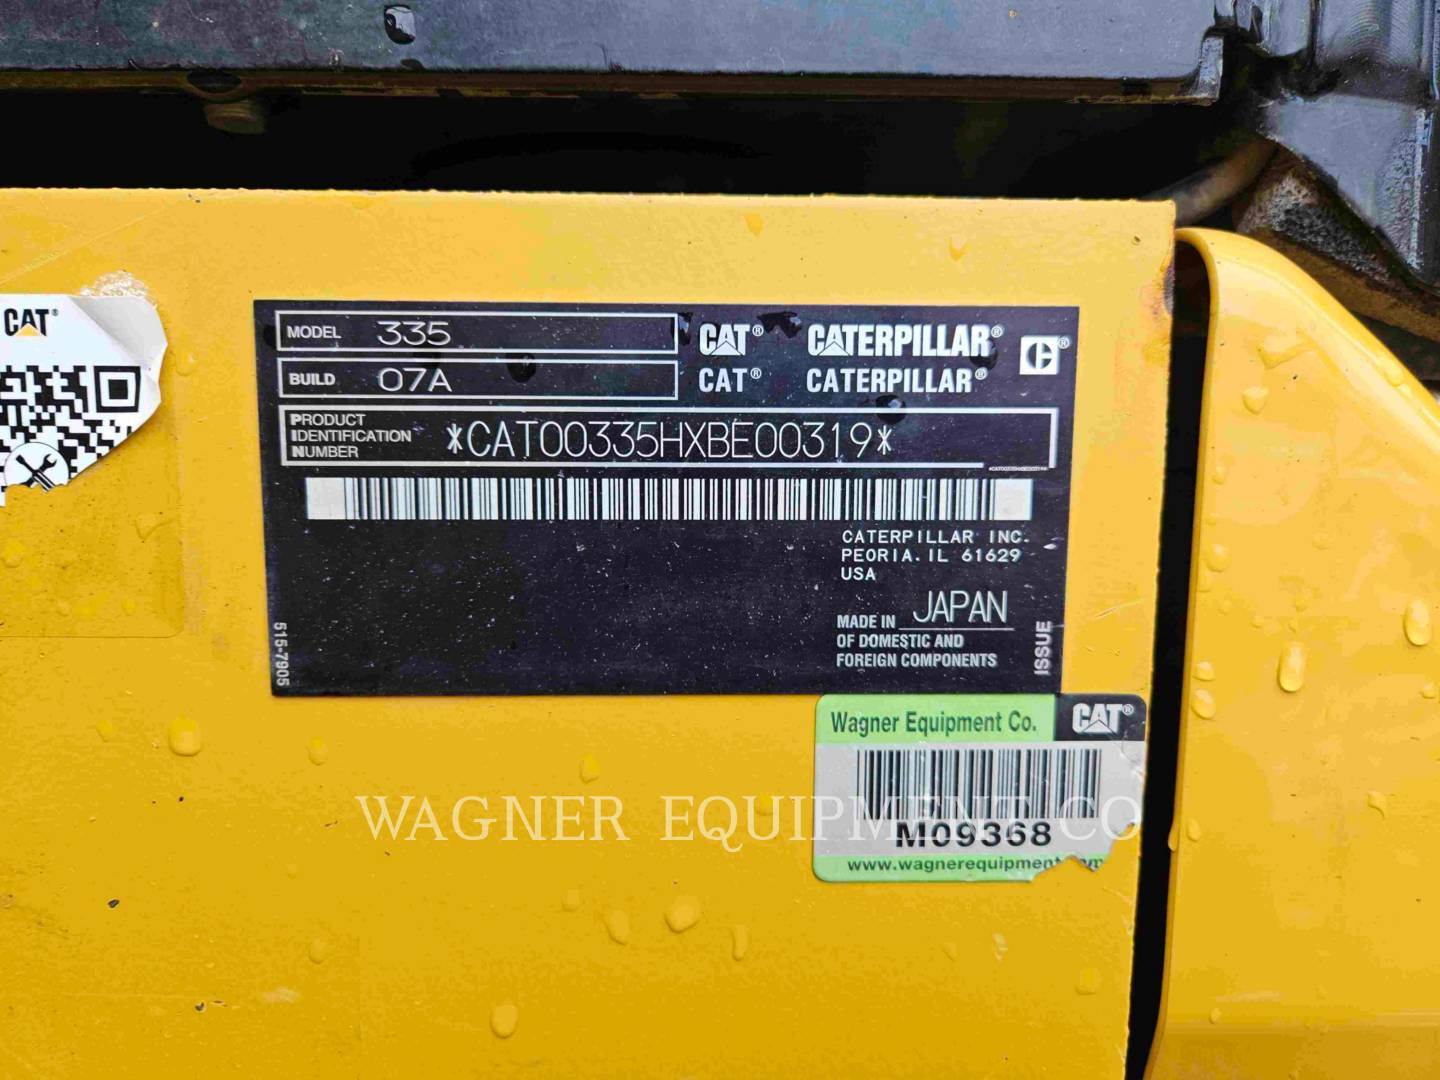 CAT®
MODEL 335
BUILD 07A
CAT® CATERPILLAR® C®
CAT® CATERPILLAR®
PRODUCT
IDENTIFICATION
NUMBER
*CAT00335HXBE00319*
*CAT00335HXBE00319*
CATERPILLAR INC.
PEORIA. IL 61629
USA
MADE IN JAPAN
OF DOMESTIC AND
FOREIGN COMPONENTS
515-7905
ISSUE
Wagner Equipment Co. CAT®
WAGNER EQUIPMENT CO
M09368